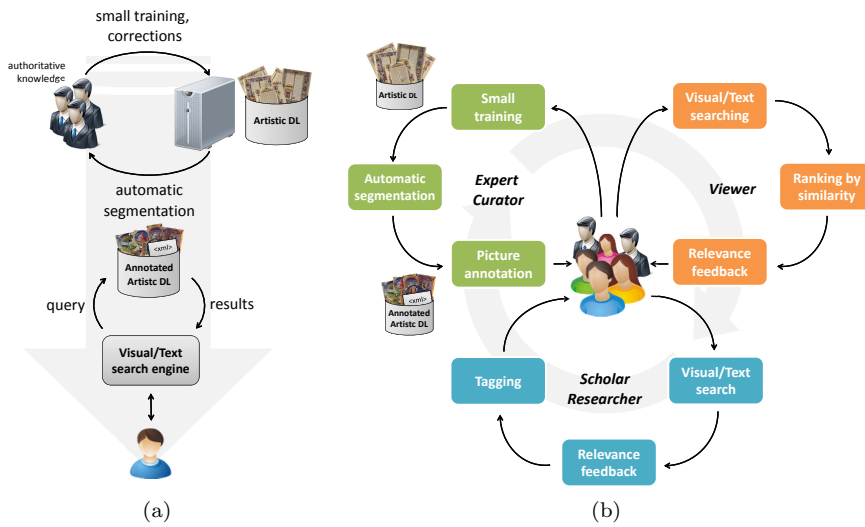 small training,
corrections
authoritative
knowledge
Artistic DL
automatic
segmentation
<xml>
Annotated
Artistc DL
query
results
Visual/Text
search engine
(a)
Artistic DL
Small
training
Visual/Text
searching
Automatic
segmentation
Expert
Curator
Viewer
Ranking by
similarity
Picture
annotation
Relevance
feedback
<xml>
Annotated
Artistc DL
Tagging
Scholar
Researcher
Visual/Text
search
Relevance
feedback
(b)